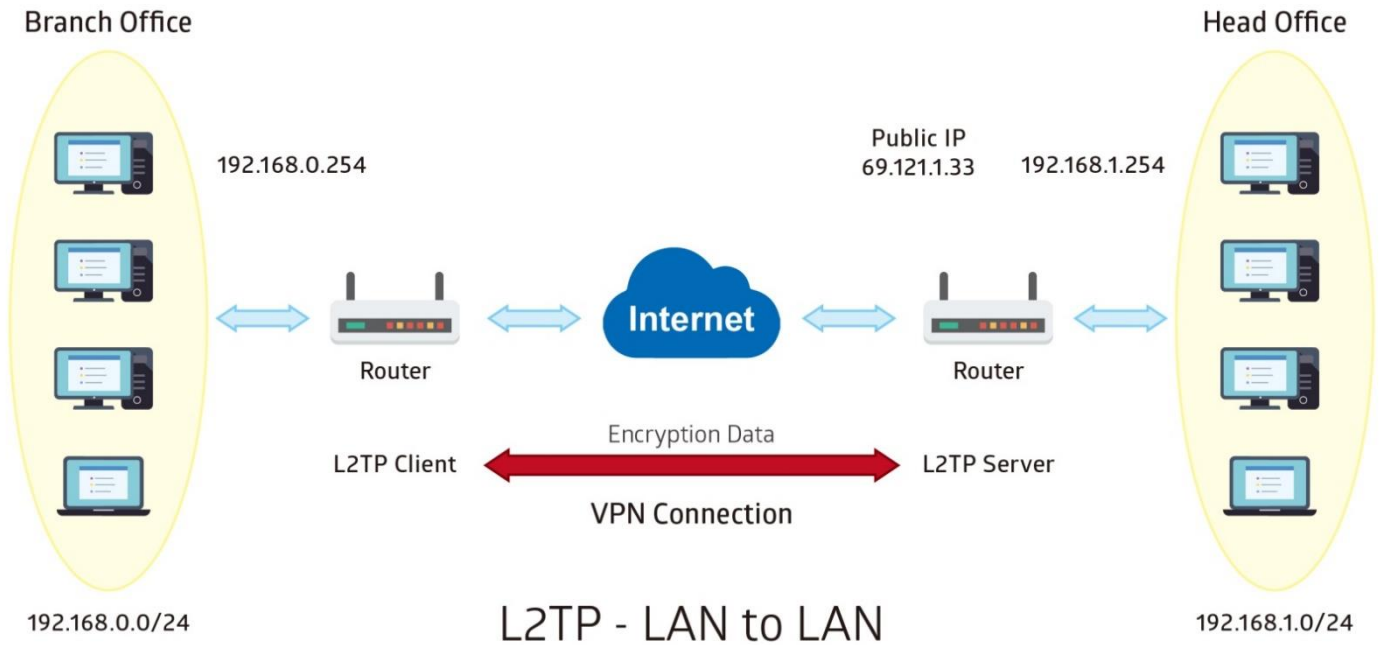 Branch Office
Head Office
192.168.0.254
Public IP
69.121.1.33
192.168.1.254
Internet
Router
Router
Encryption Data
L2TP Client
L2TP Server
VPN Connection
192.168.0.0/24
L2TP - LAN to LAN
192.168.1.0/24